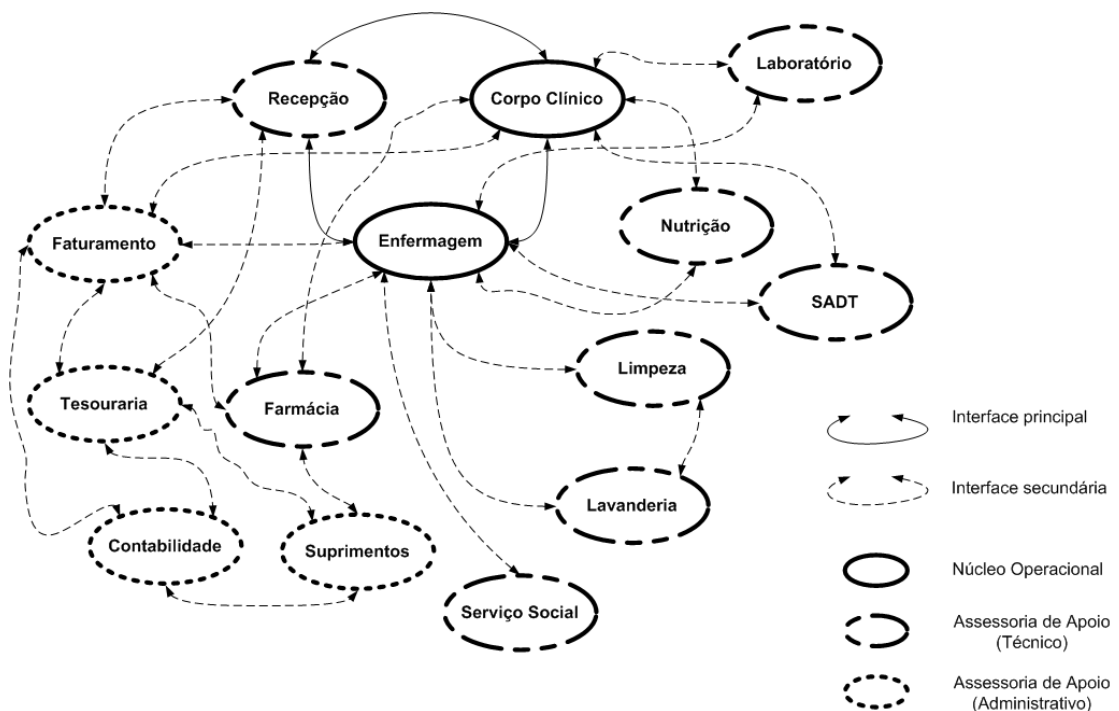 Recepção
Corpo Clínico
Laboratório
Faturamento
Enfermagem
Nutrição
SADT
Limpeza
Tesouraria
Farmácia
Lavanderia
Contabilidade
Suprimentos
Serviço Social
Interface principal
Interface secundária
Núcleo Operacional
Assessoria de Apoio
(Técnico)
Assessoria de Apoio
(Administrativo)